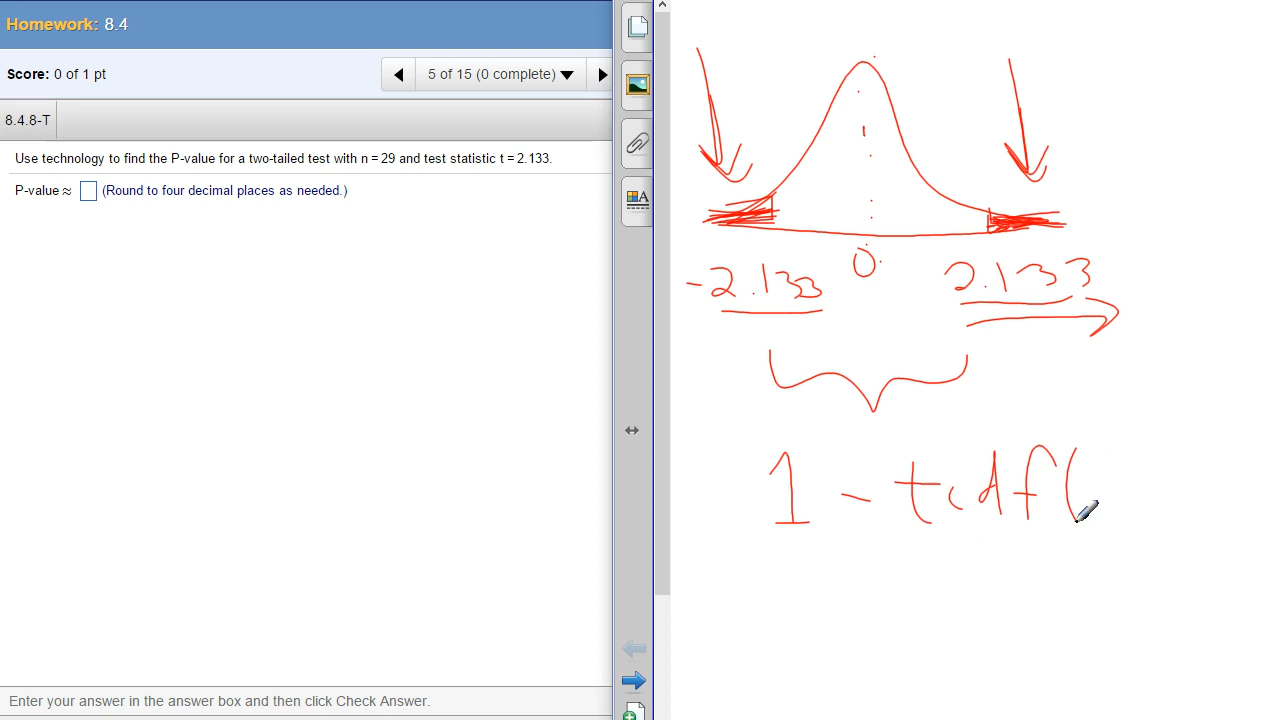 Homework: 8.4
Score: 0 of 1 pt
5 of 15 (0 complete)
8.4.8-T
Use technology to find the P-value for a two-tailed test with n = 29 and test statistic t = 2.133.
P-value ≈ (Round to four decimal places as needed.)
Enter your answer in the answer box and then click Check Answer.
0
-2.133 2.133
1 - tcdf(